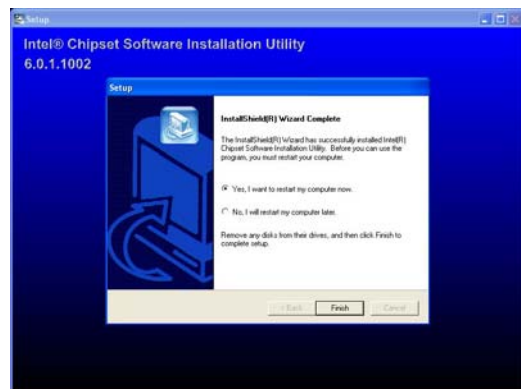 Setup
Intel® Chipset Software Installation Utility
6.0.1.1002
Setup
InstallShield(R) Wizard Complete
The InstallShield(R) Wizard has successfully installed Intel(R)
Chipset Software Installation Utility. Before you can use the
program, you must restart your computer.
Yes, I want to restart my computer now.
No, I will restart my computer later.
Remove any disks from their drives, and then click Finish to
complete setup.
< Back
Finish
Cancel